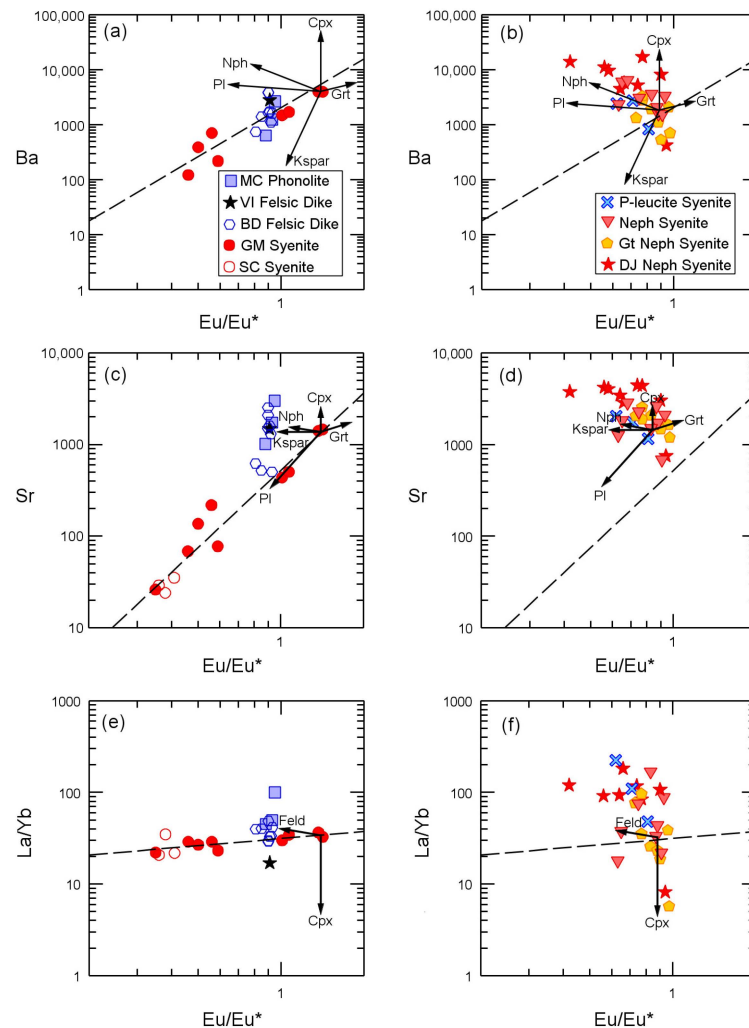 (a)
Cpx
Nph
Pl
Grt
Kspar
10,000
1000
100
10
1
Ba
MC Phonolite
VI Felsic Dike
BD Felsic Dike
GM Syenite
SC Syenite
1
Eu/Eu*
(b)
Cpx
Nph
Pl
Grt
Kspar
10,000
1000
100
10
1
Ba
P-leucite Syenite
Neph Syenite
Gt Neph Syenite
DJ Neph Syenite
1
Eu/Eu*
(c)
Cpx
Nph
Kspar
Grt
Pl
10,000
1000
100
10
Sr
1
Eu/Eu*
(d)
Cpx
Nph
Kspar
Grt
Pl
10,000
1000
100
10
Sr
1
Eu/Eu*
(e)
Feld
Cpx
1000
100
10
1
La/Yb
1
Eu/Eu*
(f)
Feld
Cpx
1000
100
10
1
La/Yb
1
Eu/Eu*